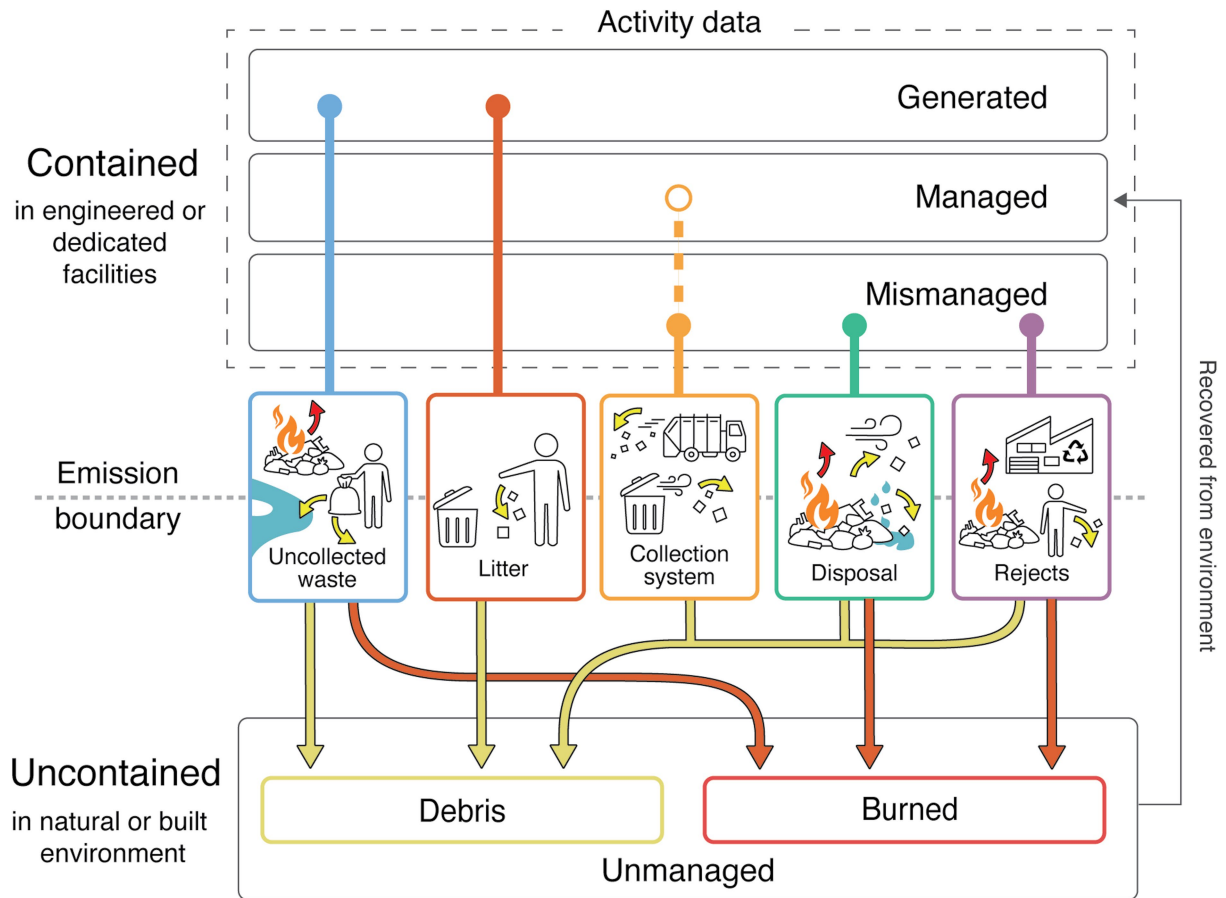 Activity data
Generated
Contained
in engineered or
dedicated
facilities
Managed
Mismanaged
Recovered from environment
Emission
boundary
Uncollected
waste
Litter
Collection
system
Disposal
Rejects
Uncontained
in natural or built
environment
Debris
Burned
Unmanaged